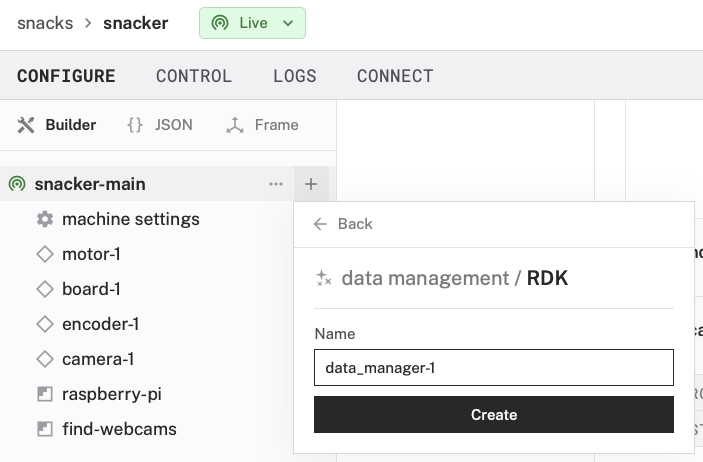 snacks > snacker Live
CONFIGURE CONTROL LOGS CONNECT
Builder {} JSON Frame
snacker-main ... +
machine settings
motor-1
board-1
encoder-1
camera-1
raspberry-pi
find-webcams
← Back
data management / RDK
Name
data_manager-1
Create